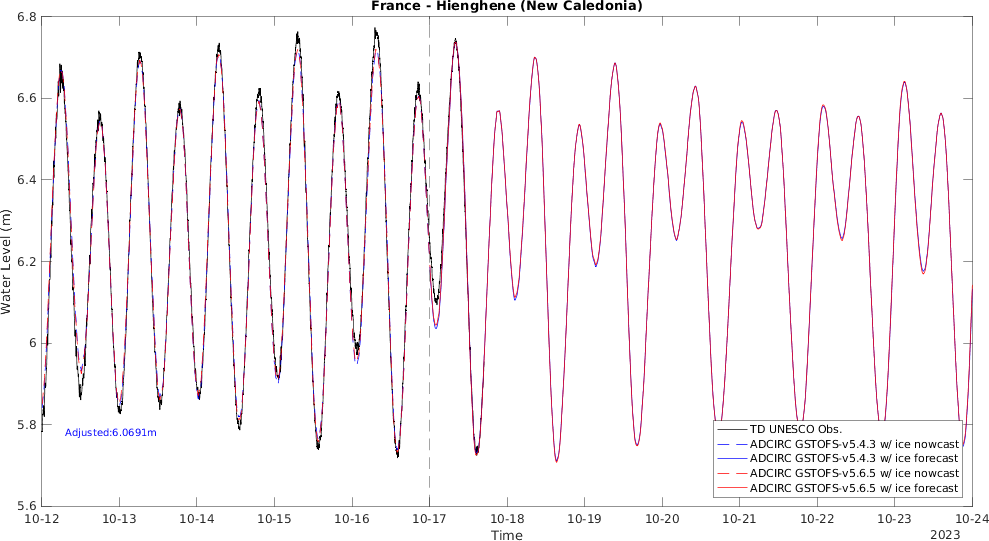 France - Hienghene (New Caledonia)
6.8
6.6
6.4
6.2
6
5.8
5.6
Water Level (m)
Adjusted:6.0691m
TD UNESCO Obs.
ADCIRC GSTOFS-v5.4.3 w/ ice nowcast
ADCIRC GSTOFS-v5.4.3 w/ ice forecast
ADCIRC GSTOFS-v5.6.5 w/ ice nowcast
ADCIRC GSTOFS-v5.6.5 w/ ice forecast
10-12 10-13 10-14 10-15 10-16 10-17 10-18 10-19 10-20 10-21 10-22 10-23 10-24
Time
2023